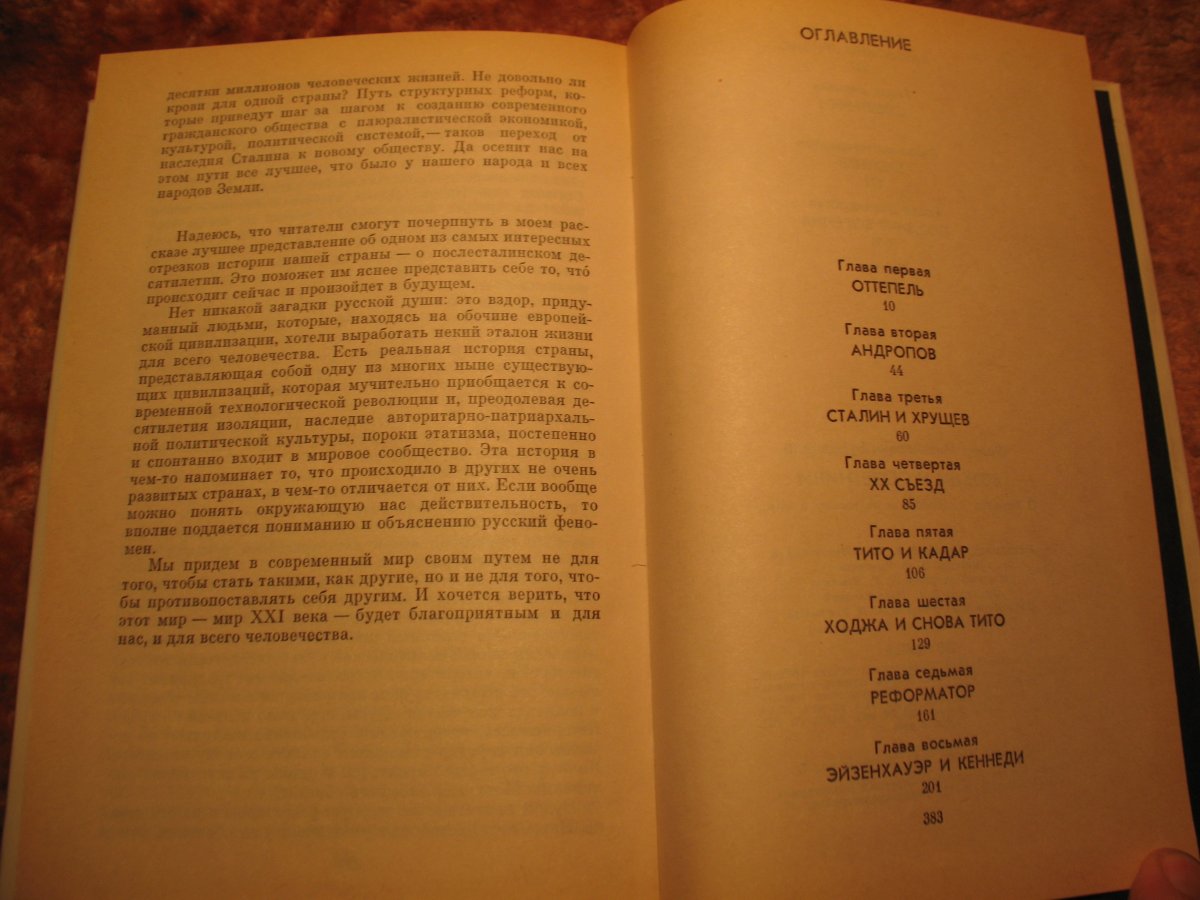 десятки миллионов человеческих жизней. Не довольно ли
крови для одной страны? Путь структурных реформ, ко-
торые приведут шаг за шагом к созданию современного
гражданского общества с плюралистической экономикой,
культурой, политической системой,— таков переход от
наследия Сталина к новому обществу. Да осенит нас на
этом пути все лучшее, что было у нашего народа и всех
народов Земли.
Надеюсь, что читатели смогут почерпнуть в моем рас-
сказе лучшее представление об одном из самых интересных
отрезков истории нашей страны — о послесталинском де-
сятилетии. Это поможет им яснее представить себе то, что́
происходит сейчас и произойдет в будущем.
Нет никакой загадки русской души: это вздор, приду-
манный людьми, которые, находясь на обочине европей-
ской цивилизации, хотели выработать некий эталон жизни
для всего человечества. Есть реальная история страны,
представляющая собой одну из многих ныне существую-
щих цивилизаций, которая мучительно приобщается к со-
временной технологической революции и, преодолевая де-
сятилетия изоляции, наследие авторитарно-патриархаль-
ной политической культуры, пороки этатизма, постепенно
и спонтанно входит в мировое сообщество. Эта история в
чем-то напоминает то, что происходило в других не очень
развитых странах, в чем-то отличается от них. Если вообще
можно понять окружающую нас действительность, то
вполне поддается пониманию и объяснению русский фено-
мен.
Мы придем в современный мир своим путем не для
того, чтобы стать такими, как другие, но и не для того, что-
бы противопоставлять себя другим. И хочется верить, что
этот мир — мир XXI века — будет благоприятным и для
нас, и для всего человечества.
ОГЛАВЛЕНИЕ
Глава первая
ОТТЕПЕЛЬ
10
Глава вторая
АНДРОПОВ
44
Глава третья
СТАЛИН И ХРУЩЕВ
60
Глава четвертая
XX СЪЕЗД
85
Глава пятая
ТИТО И КАДАР
106
Глава шестая
ХОДЖА И СНОВА ТИТО
129
Глава седьмая
РЕФОРМАТОР
161
Глава восьмая
ЭЙЗЕНХАУЭР И КЕННЕДИ
201
383